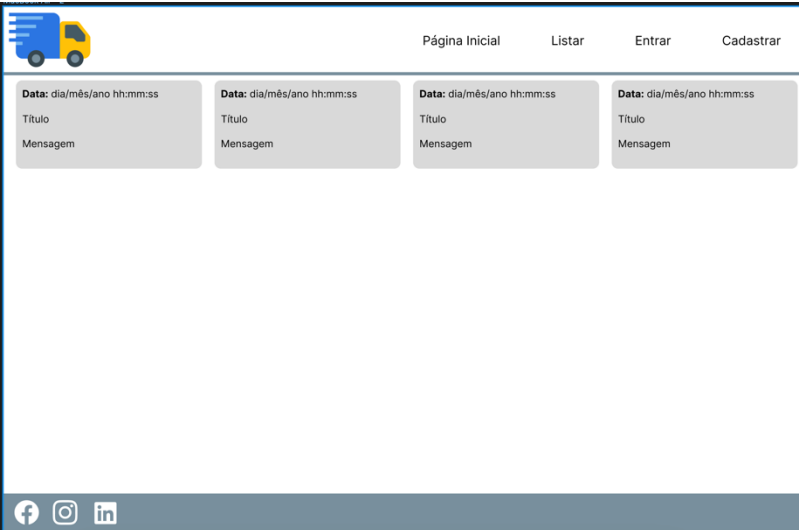 Página Inicial Listar Entrar Cadastrar
Data: dia/mês/ano hh:mm:ss
Título
Mensagem
Data: dia/mês/ano hh:mm:ss
Título
Mensagem
Data: dia/mês/ano hh:mm:ss
Título
Mensagem
Data: dia/mês/ano hh:mm:ss
Título
Mensagem
in